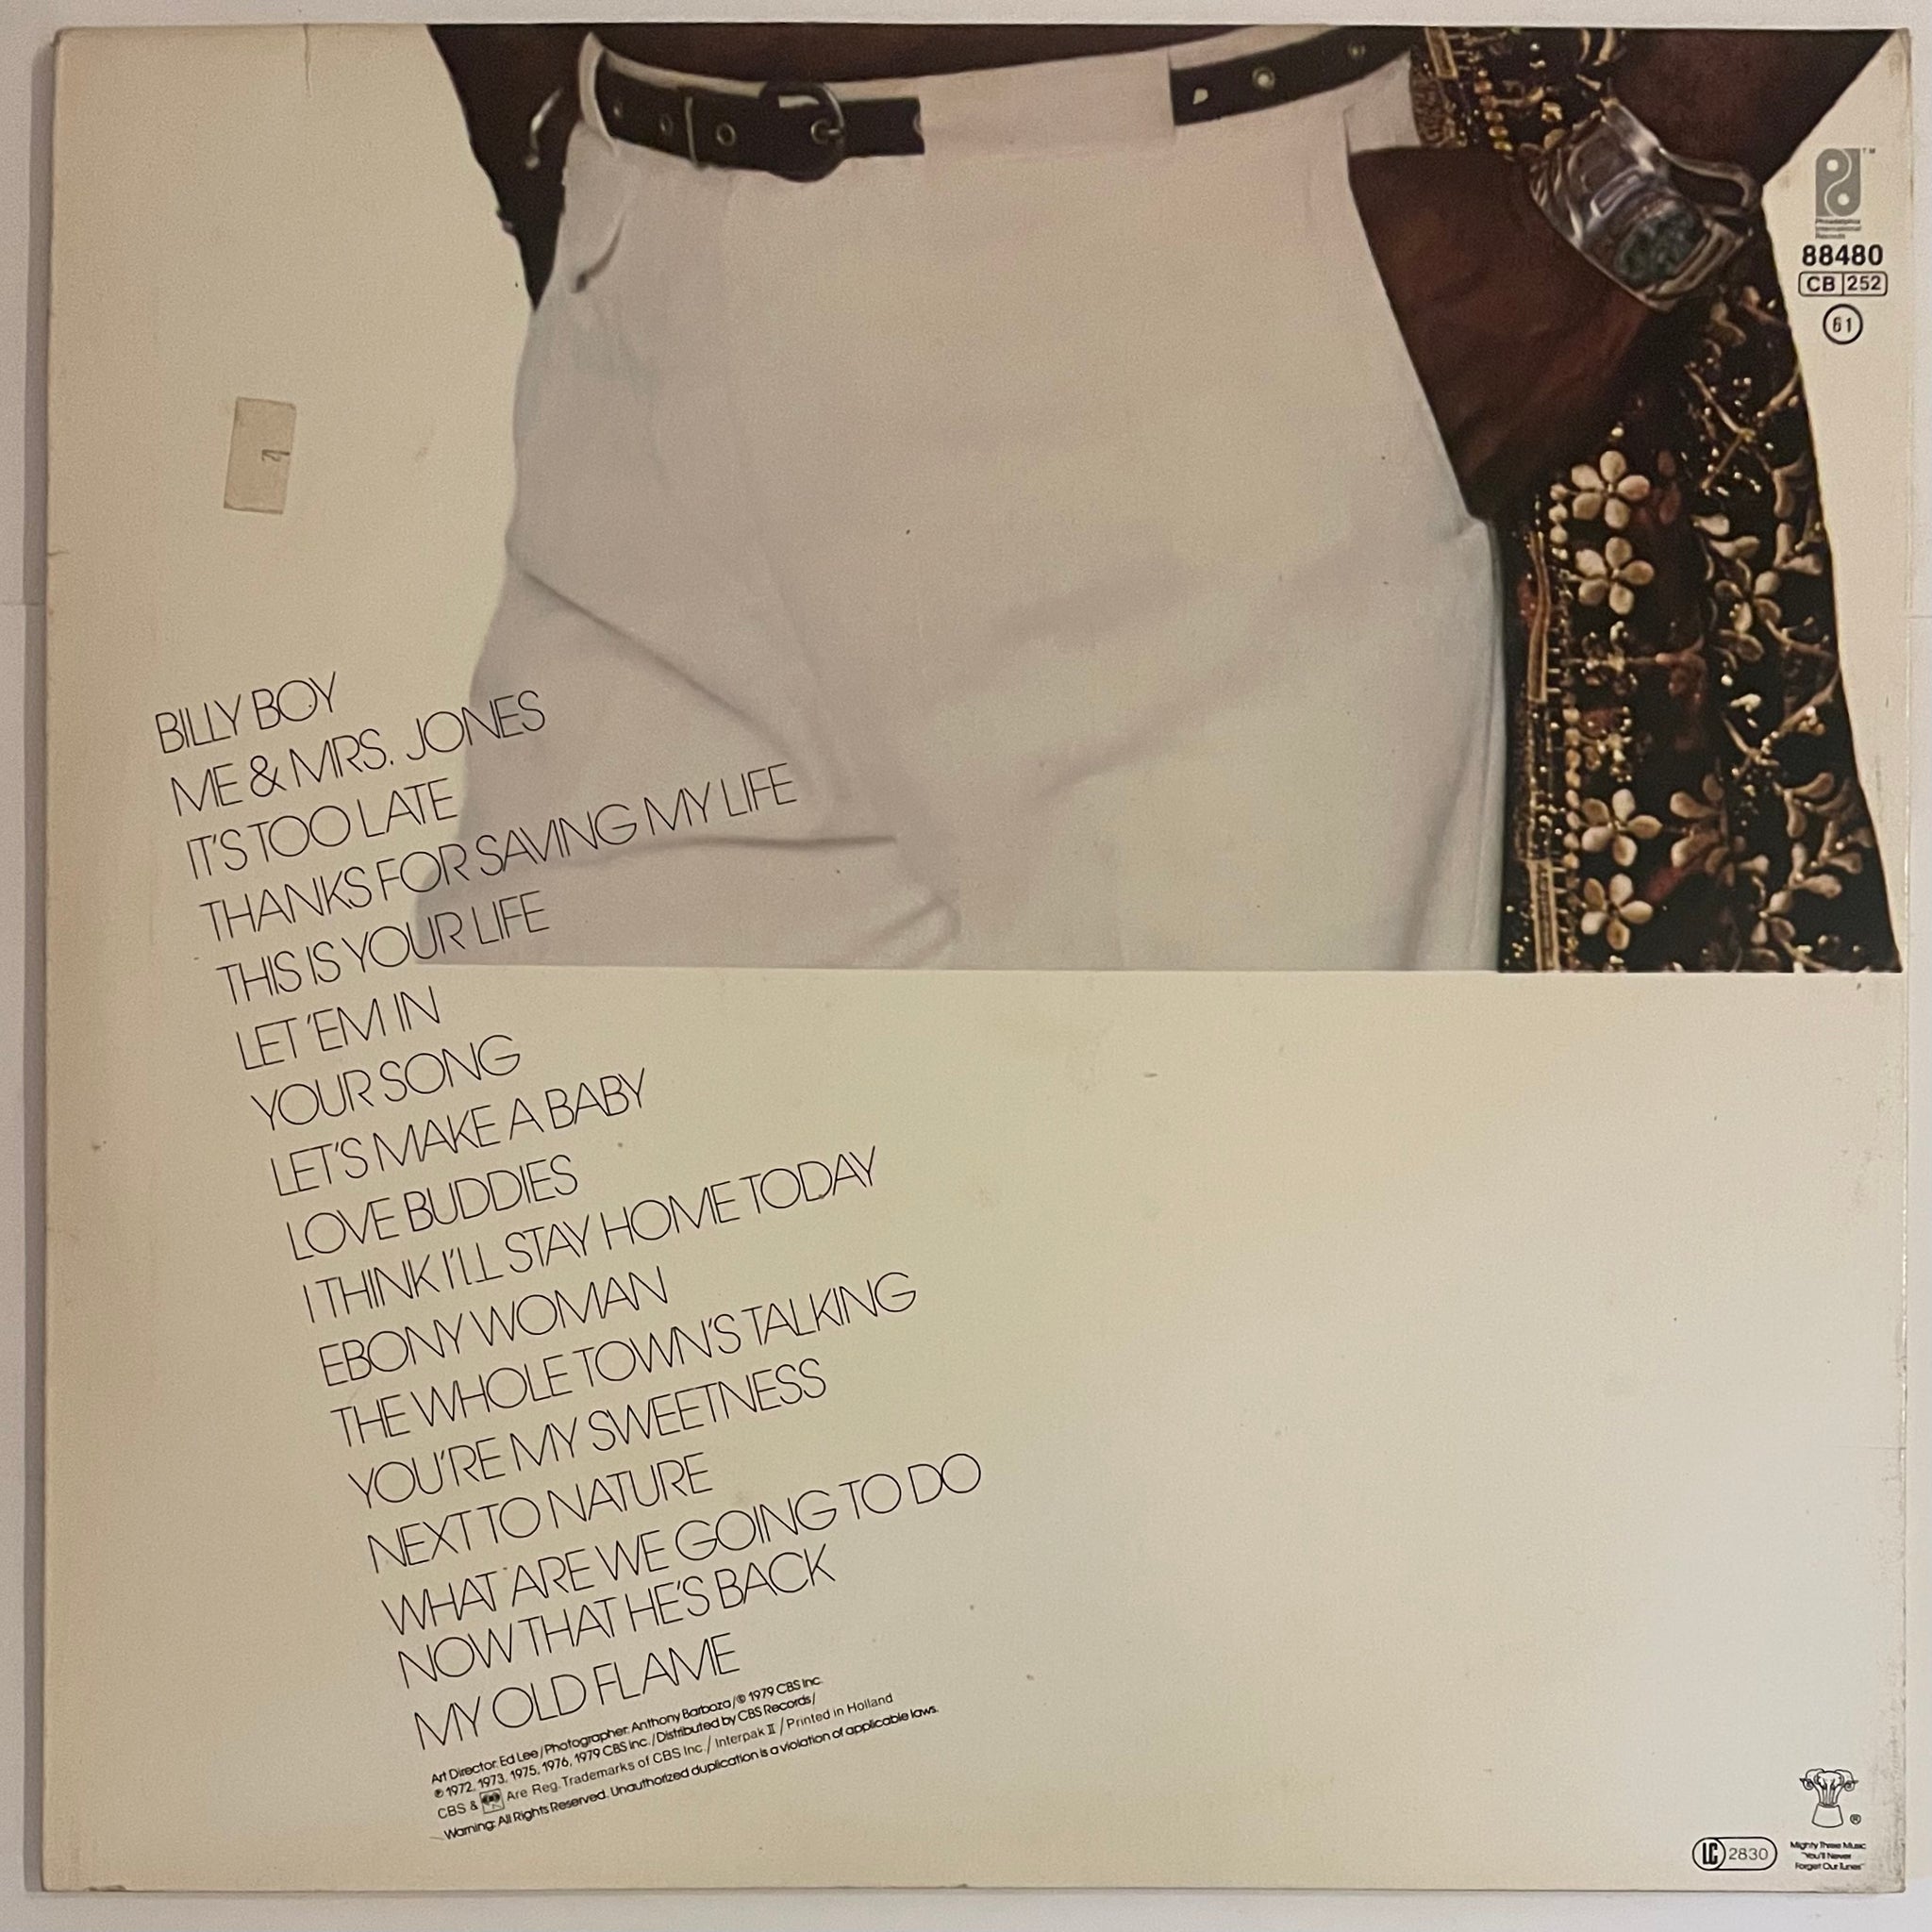 TM
Philadelphia
International
Records
88480
CB 252
61
BILLY BOY
ME & MRS. JONES
IT'S TOO LATE
THANKS FOR SAVING MY LIFE
THIS IS YOUR LIFE
LET 'EM IN
YOUR SONG
LET'S MAKE A BABY
LOVE BUDDIES
I THINK I'LL STAY HOME TODAY
EBONY WOMAN
THE WHOLE TOWN'S TALKING
YOU'RE MY SWEETNESS
NEXT TO NATURE
WHAT ARE WE GOING TO DO
NOW THAT HE'S BACK
MY OLD FLAME
Art Director: Ed Lee/Photographer: Anthony Barboza/© 1979 CBS Inc.
℗ 1972, 1973, 1975, 1976, 1979 CBS Inc./Distributed by CBS Records/
CBS & Are Reg. Trademarks of CBS Inc./ Interpak II / Printed in Holland
Warning: All Rights Reserved. Unauthorized duplication is a violation of applicable laws.
®
LC 2830
Mighty Three Music
"You'll Never
Forget Our Tunes"